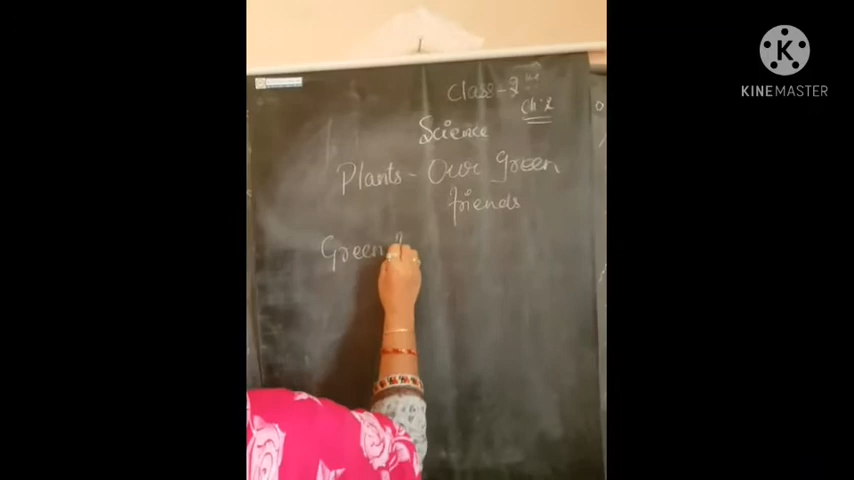 Class-2
Ch-2
Science
Plants - Our green
friends
Green
K
KINEMASTER